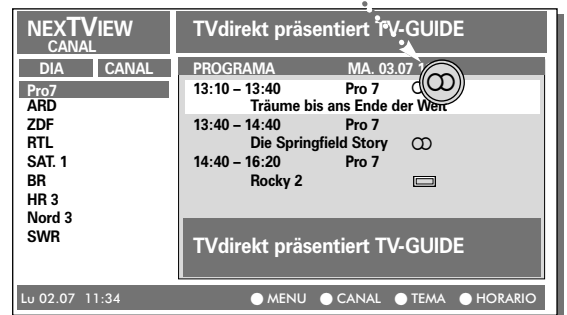 NEXTVIEW
CANAL
TVdirekt präsentiert TV-GUIDE
DIA CANAL
PROGRAMA MA. 03.07
Pro7
ARD
ZDF
RTL
SAT. 1
BR
HR 3
Nord 3
SWR
13:10 – 13:40 Pro 7
Träume bis ans Ende der Welt
13:40 – 14:40 Pro 7
Die Springfield Story
14:40 – 16:20 Pro 7
Rocky 2
TVdirekt präsentiert TV-GUIDE
Lu 02.07 11:34 MENU CANAL TEMA HORARIO